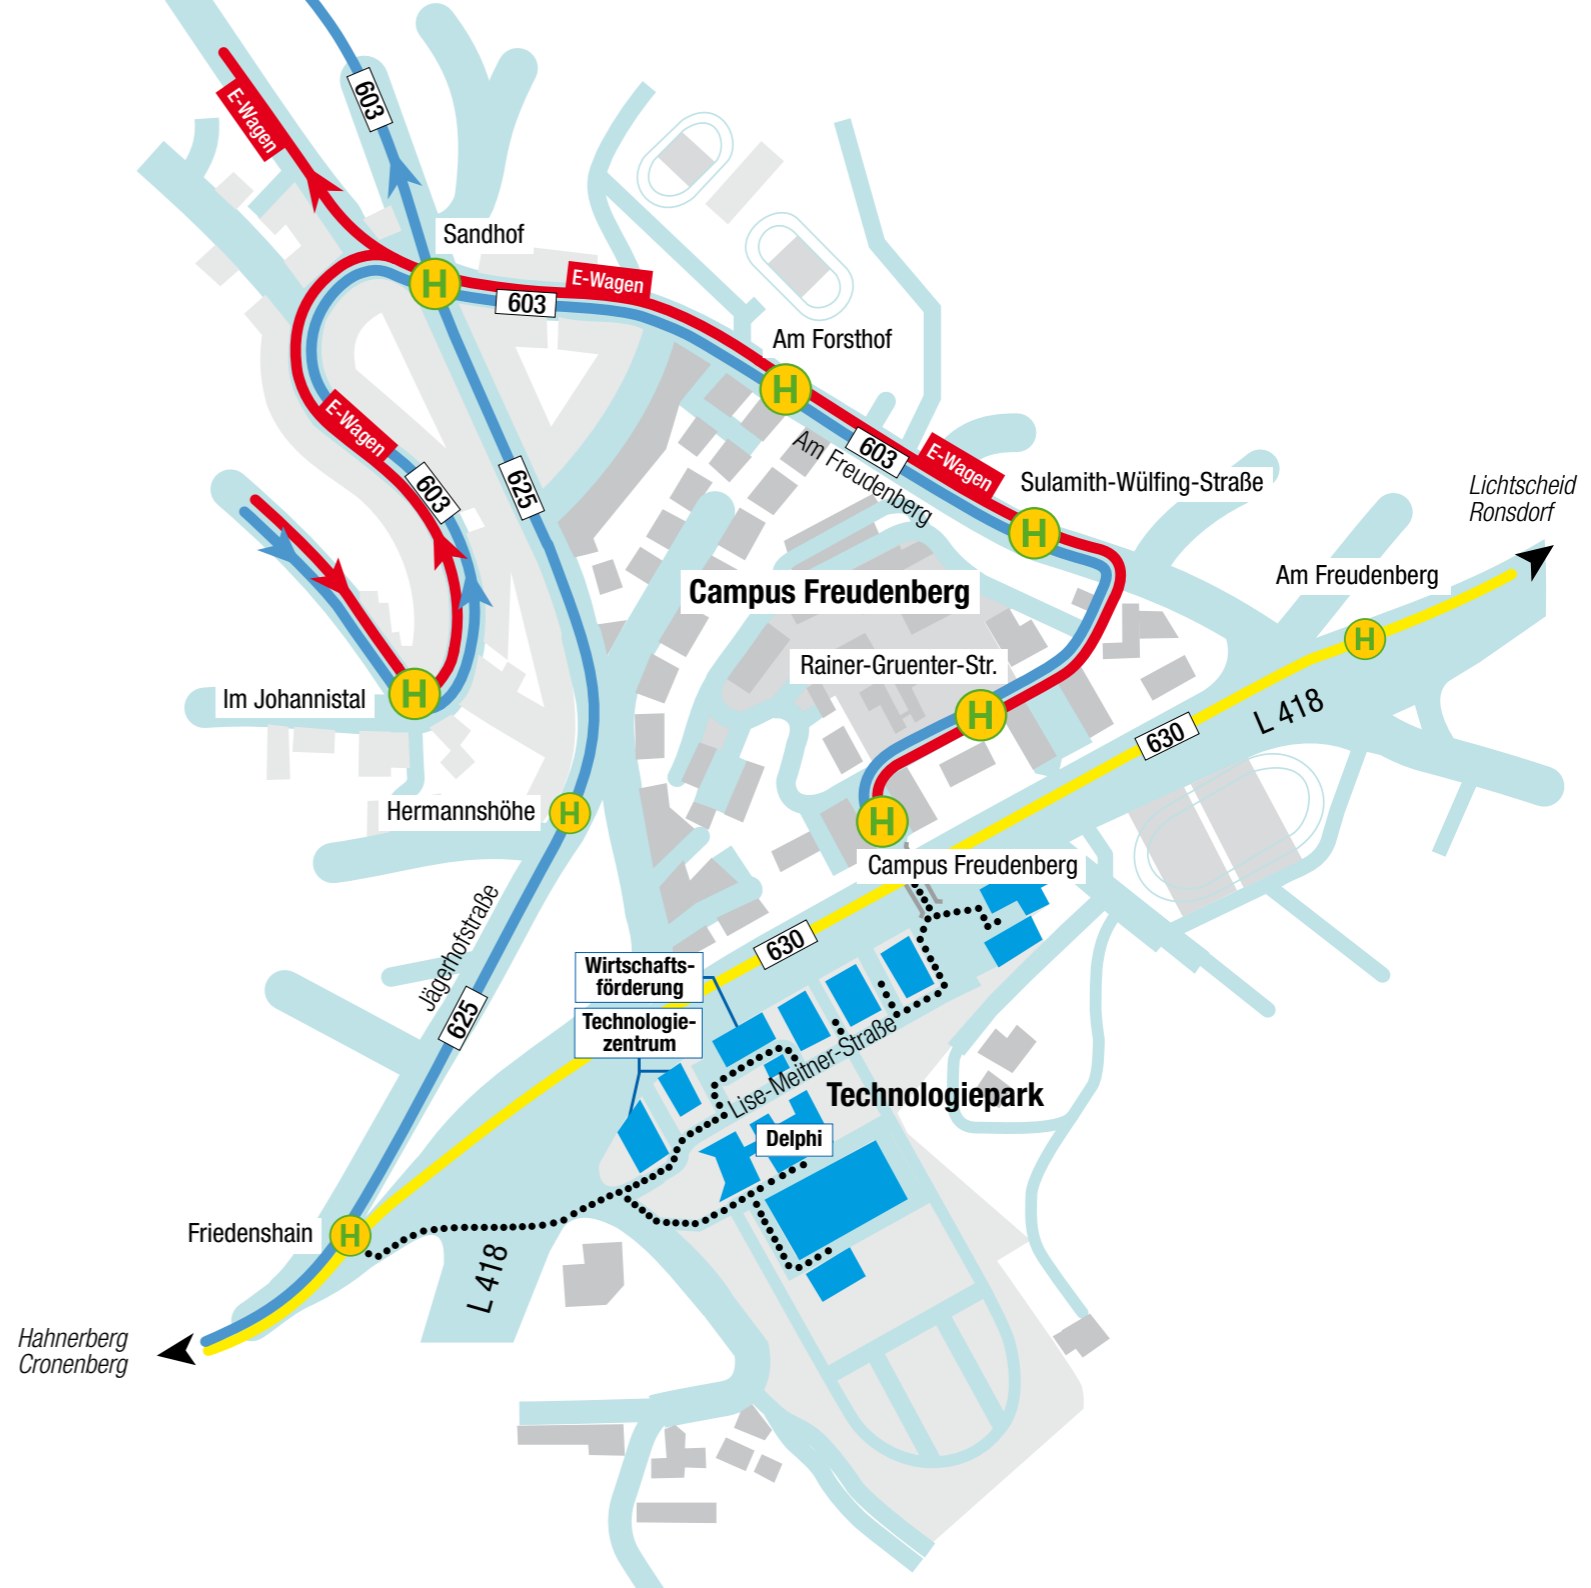 603
E-Wagen
Sandhof
H
E-Wagen
603
Am Forsthof
H
E-Wagen
603
Am Freudenberg
E-Wagen
603
625
Sulamith-Wülfing-Straße
H
Lichtscheid
Ronsdorf
Am Freudenberg
H
Campus Freudenberg
Rainer-Gruenter-Str.
H
Im Johannistal
H
L 418
630
Hermannshöhe
H
H
Campus Freudenberg
Jägerhofstraße
625
630
Wirtschafts-
förderung
Technologie-
zentrum
Lise-Meitner-Straße
Technologiepark
Delphi
Friedenshain
H
L 418
Hahnerberg
Cronenberg